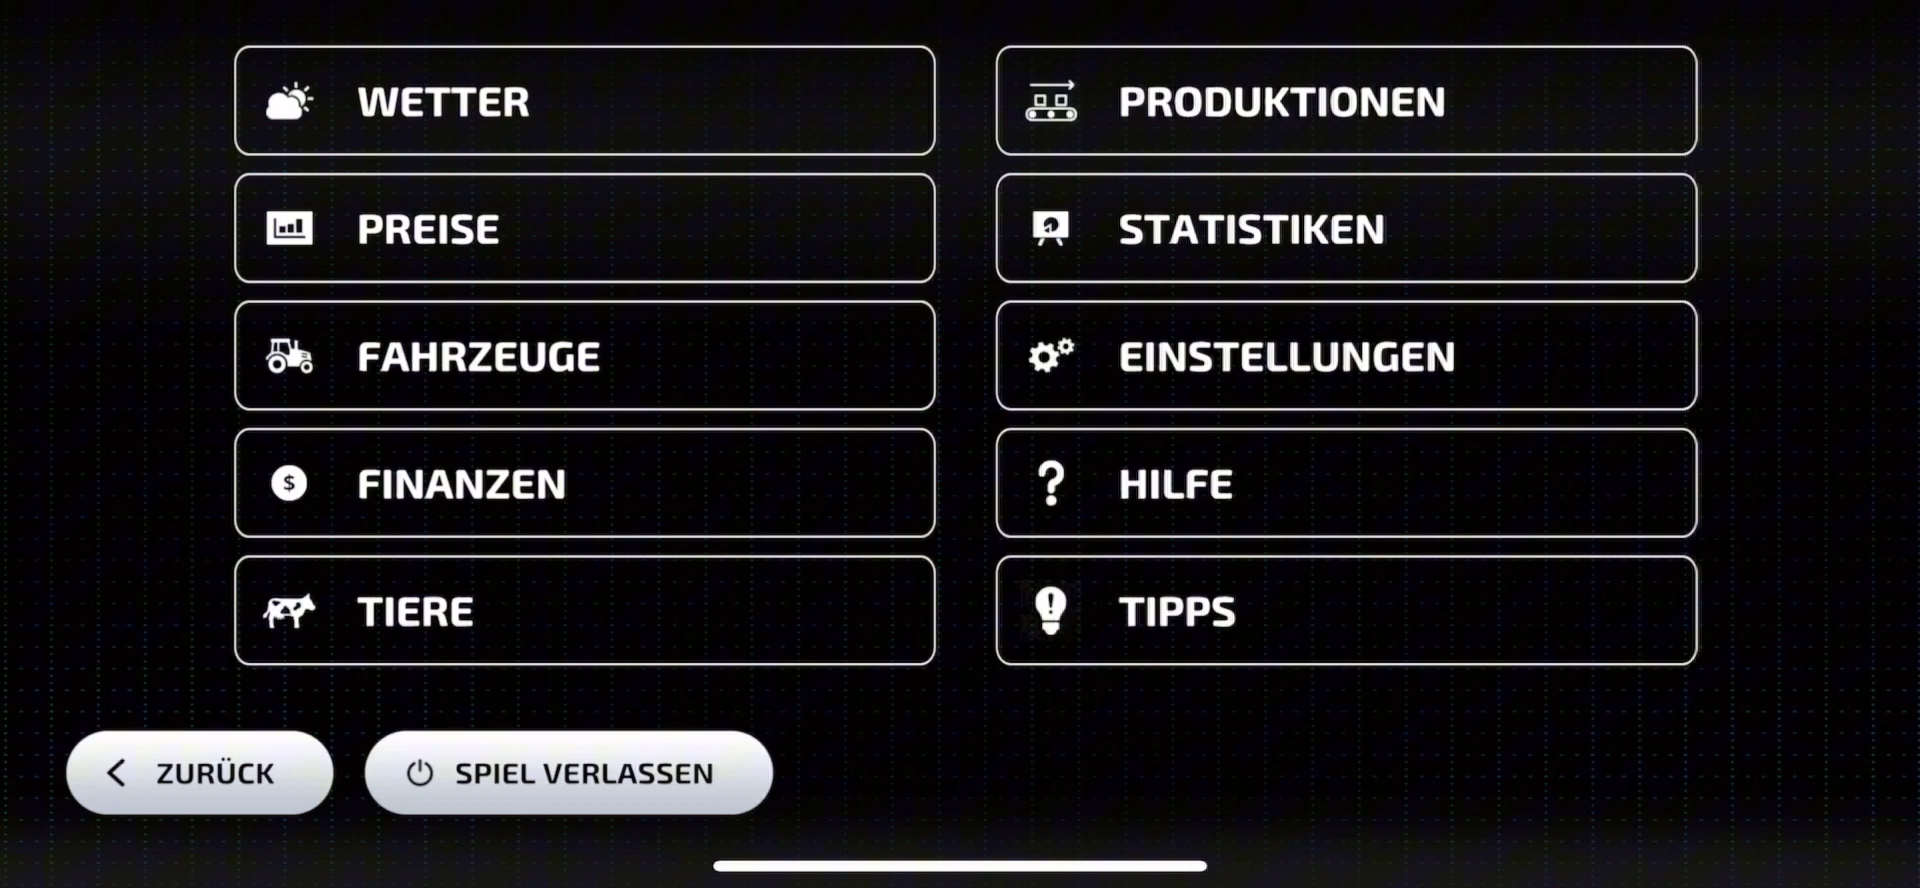 WETTER
PREISE
FAHRZEUGE
FINANZEN
TIERE
PRODUKTIONEN
STATISTIKEN
EINSTELLUNGEN
HILFE
TIPPS
ZURÜCK
SPIEL VERLASSEN